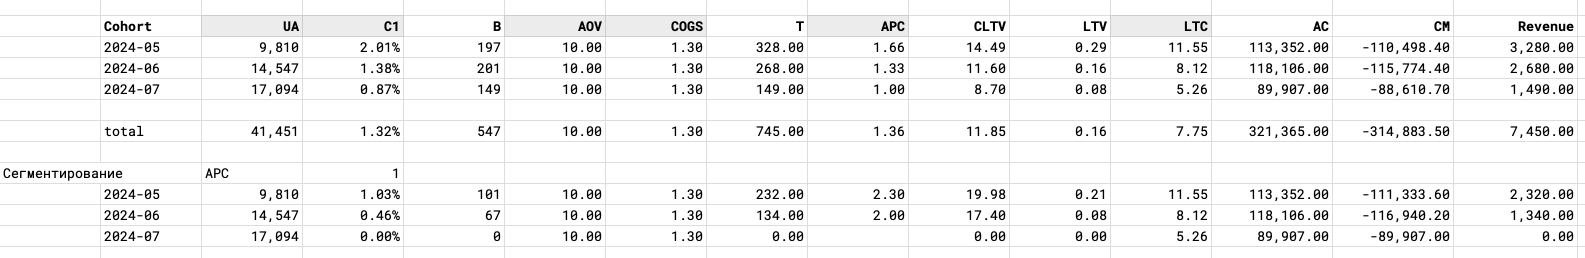 Cohort UA C1 B AOV COGS T APC CLTV LTV LTC AC CM Revenue
2024-05 9,810 2.01% 197 10.00 1.30 328.00 1.66 14.49 0.29 11.55 113,352.00 -110,498.40 3,280.00
2024-06 14,547 1.38% 201 10.00 1.30 268.00 1.33 11.60 0.16 8.12 118,106.00 -115,774.40 2,680.00
2024-07 17,094 0.87% 149 10.00 1.30 149.00 1.00 8.70 0.08 5.26 89,907.00 -88,610.70 1,490.00
total 41,451 1.32% 547 10.00 1.30 745.00 1.36 11.85 0.16 7.75 321,365.00 -314,883.50 7,450.00
Сегментирование APC 1
2024-05 9,810 1.03% 101 10.00 1.30 232.00 2.30 19.98 0.21 11.55 113,352.00 -111,333.60 2,320.00
2024-06 14,547 0.46% 67 10.00 1.30 134.00 2.00 17.40 0.08 8.12 118,106.00 -116,940.20 1,340.00
2024-07 17,094 0.00% 0 10.00 1.30 0.00 0.00 0.00 5.26 89,907.00 -89,907.00 0.00